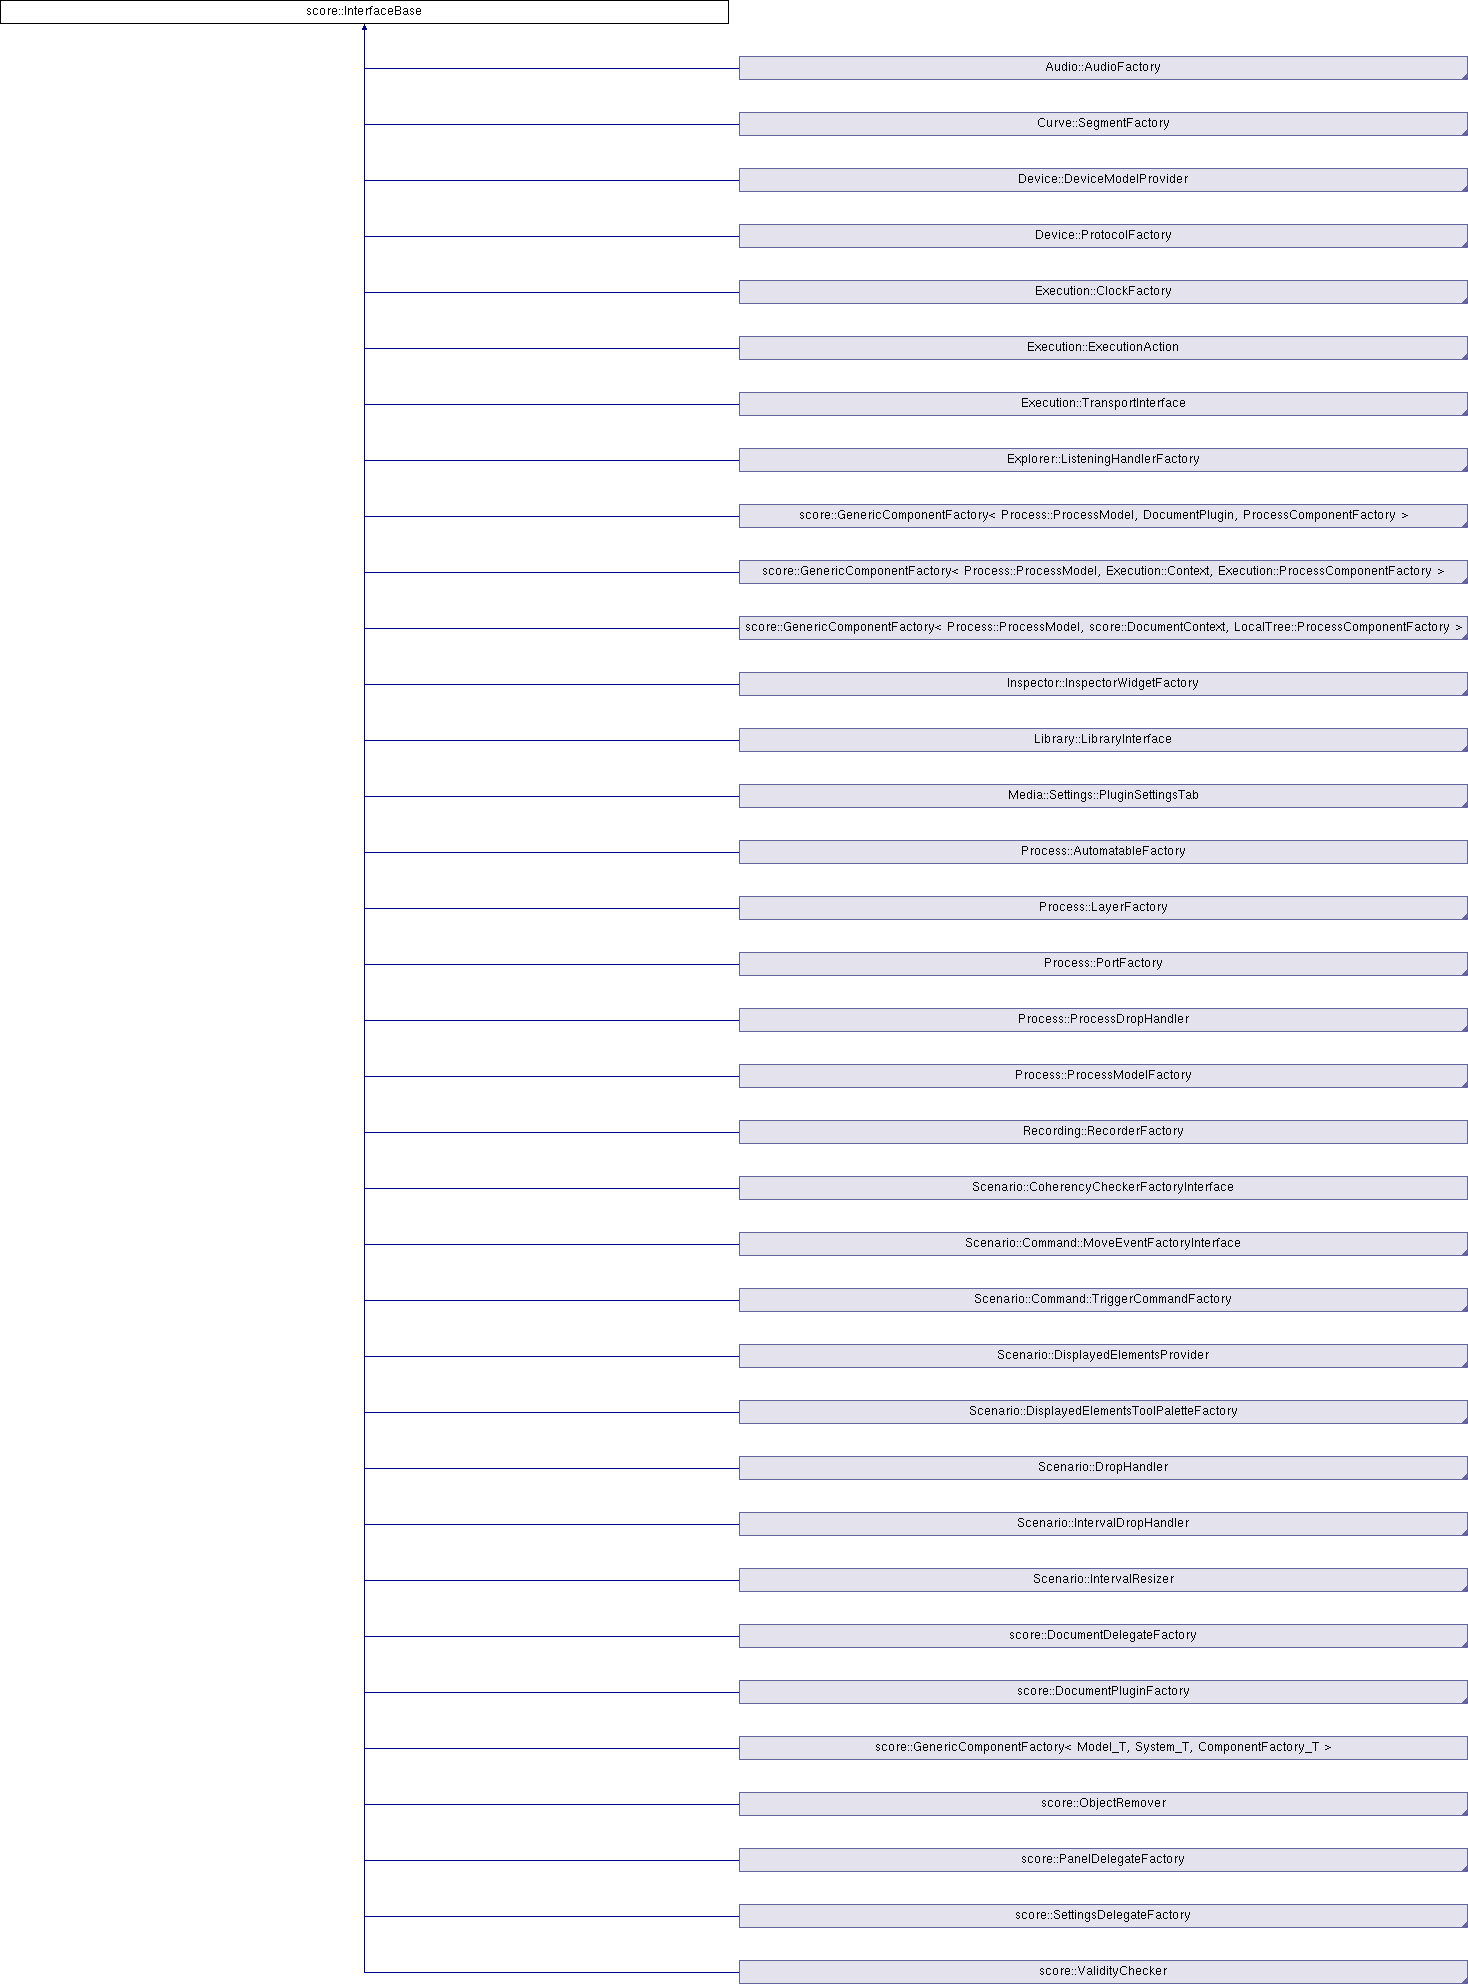 score::InterfaceBase
Audio::AudioFactory
Curve::SegmentFactory
Device::DeviceModelProvider
Device::ProtocolFactory
Execution::ClockFactory
Execution::ExecutionAction
Execution::TransportInterface
Explorer::ListeningHandlerFactory
score::GenericComponentFactory< Process::ProcessModel, DocumentPlugin, ProcessComponentFactory >
score::GenericComponentFactory< Process::ProcessModel, Execution::Context, Execution::ProcessComponentFactory >
score::GenericComponentFactory< Process::ProcessModel, score::DocumentContext, LocalTree::ProcessComponentFactory >
Inspector::InspectorWidgetFactory
Library::LibraryInterface
Media::Settings::PluginSettingsTab
Process::AutomatableFactory
Process::LayerFactory
Process::PortFactory
Process::ProcessDropHandler
Process::ProcessModelFactory
Recording::RecorderFactory
Scenario::CoherencyCheckerFactoryInterface
Scenario::Command::MoveEventFactoryInterface
Scenario::Command::TriggerCommandFactory
Scenario::DisplayedElementsProvider
Scenario::DisplayedElementsToolPaletteFactory
Scenario::DropHandler
Scenario::IntervalDropHandler
Scenario::IntervalResizer
score::DocumentDelegateFactory
score::DocumentPluginFactory
score::GenericComponentFactory< Model_T, System_T, ComponentFactory_T >
score::ObjectRemover
score::PanelDelegateFactory
score::SettingsDelegateFactory
score::ValidityChecker